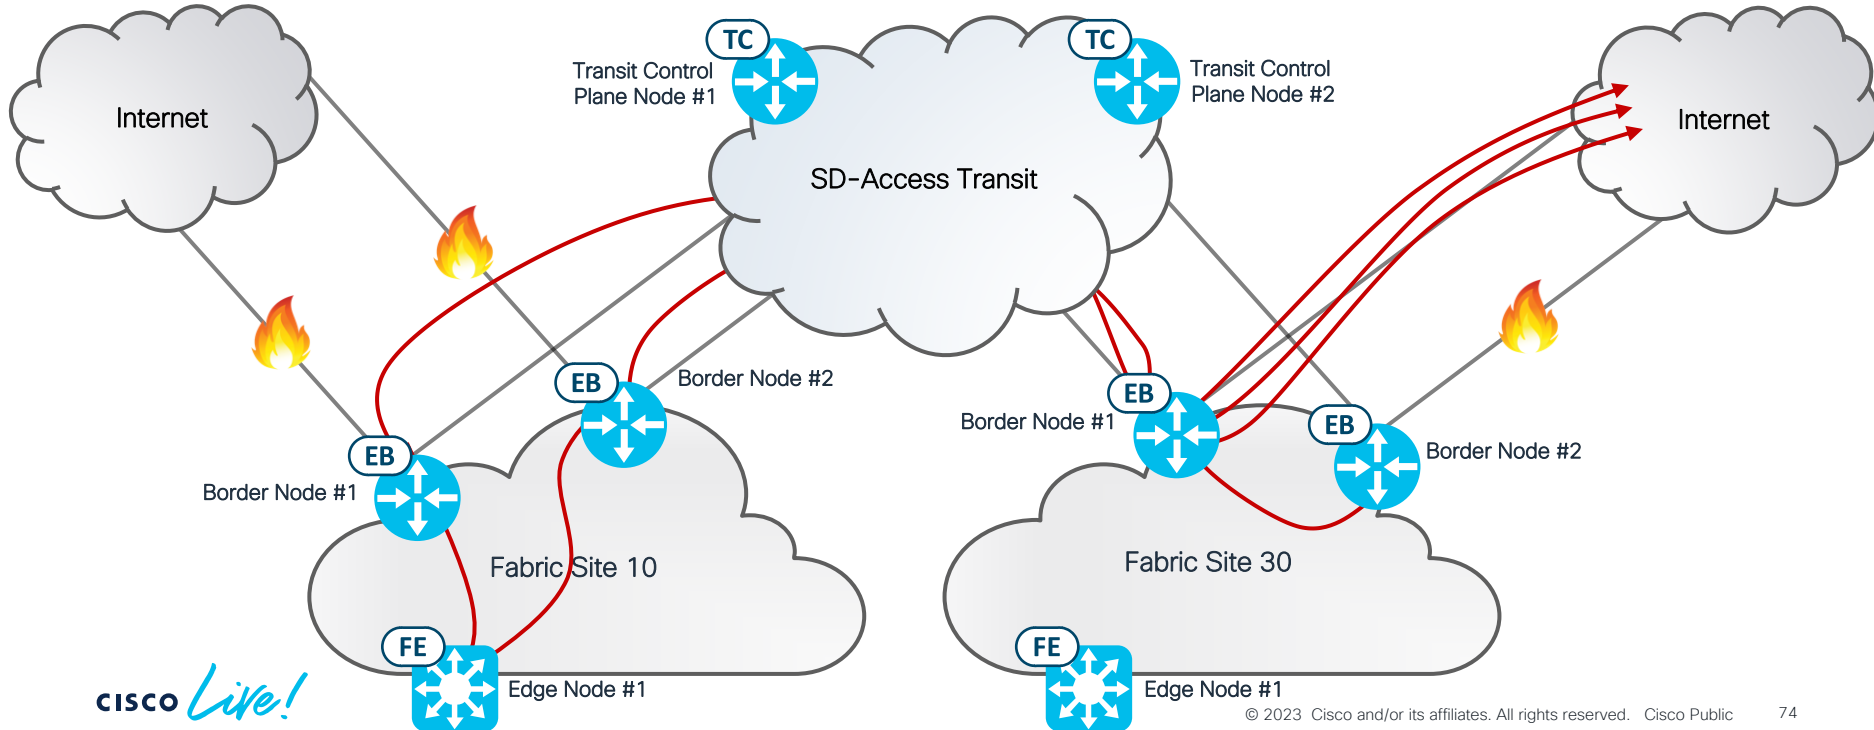 TC
TC
Transit Control
Plane Node #1
Transit Control
Plane Node #2
Internet
Internet
SD-Access Transit
EB
Border Node #2
EB
Border Node #1
EB
Border Node #2
EB
Border Node #1
Fabric Site 10
Fabric Site 30
FE
Edge Node #1
FE
Edge Node #1
CISCO Live!
© 2023 Cisco and/or its affiliates. All rights reserved. Cisco Public
74